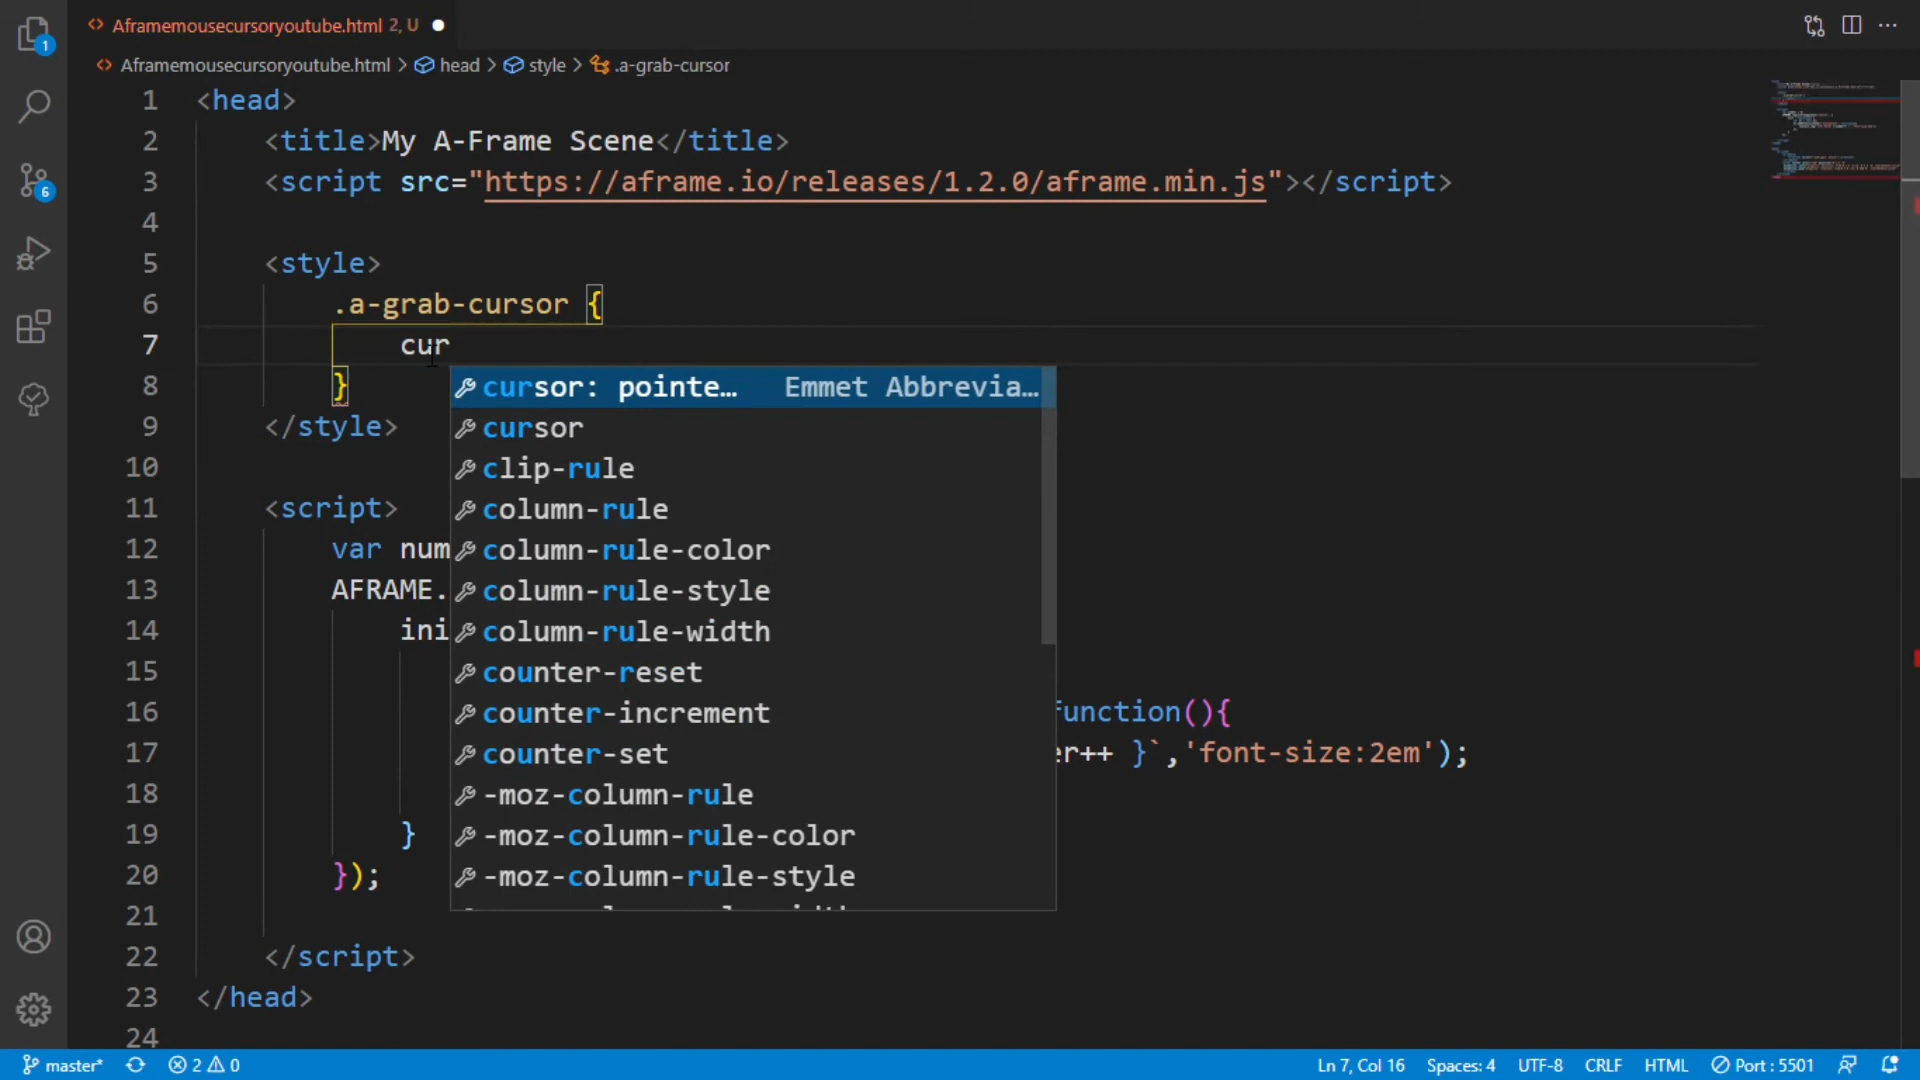 Aframemousecursoryoutube.html 2, U
Aframemousecursoryoutube.html > head > style > .a-grab-cursor
1
6
1 <head>
2 <title>My A-Frame Scene</title>
3 <script src="https://aframe.io/releases/1.2.0/aframe.min.js"></script>
4
5 <style>
6 .a-grab-cursor {
7 cur
8 }
9 </style>
10
11 <script>
12 var num
13 AFRAME.
14 ini
15
16 function(){
17 er++ }`,'font-size:2em');
18
19 }
20 });
21
22 </script>
23 </head>
24
cursor: pointe… Emmet Abbrevia…
cursor
clip-rule
column-rule
column-rule-color
column-rule-style
column-rule-width
counter-reset
counter-increment
counter-set
-moz-column-rule
-moz-column-rule-color
-moz-column-rule-style
master* 2 0 Ln 7, Col 16 Spaces: 4 UTF-8 CRLF HTML Port : 5501